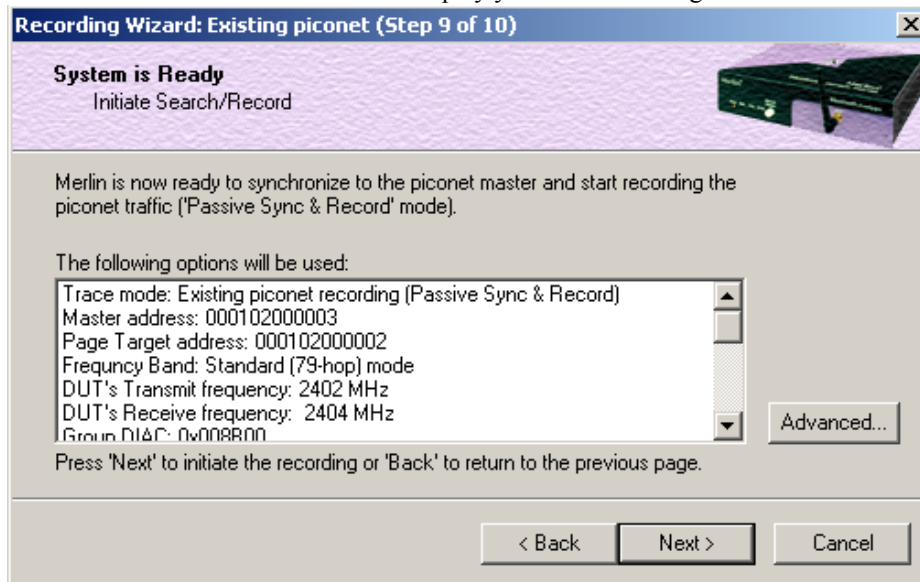 Recording Wizard: Existing piconet (Step 9 of 10)
System is Ready
Initiate Search/Record
Merlin is now ready to synchronize to the piconet master and start recording the
piconet traffic ('Passive Sync & Record' mode).
The following options will be used:
Trace mode: Existing piconet recording (Passive Sync & Record)
Master address: 000102000003
Page Target address: 000102000002
Frequncy Band: Standard (79-hop) mode
DUT's Transmit frequency: 2402 MHz
DUT's Receive frequency: 2404 MHz
Group DIAC: 0x008B00
Advanced...
Press 'Next' to initiate the recording or 'Back' to return to the previous page.
< Back
Next >
Cancel